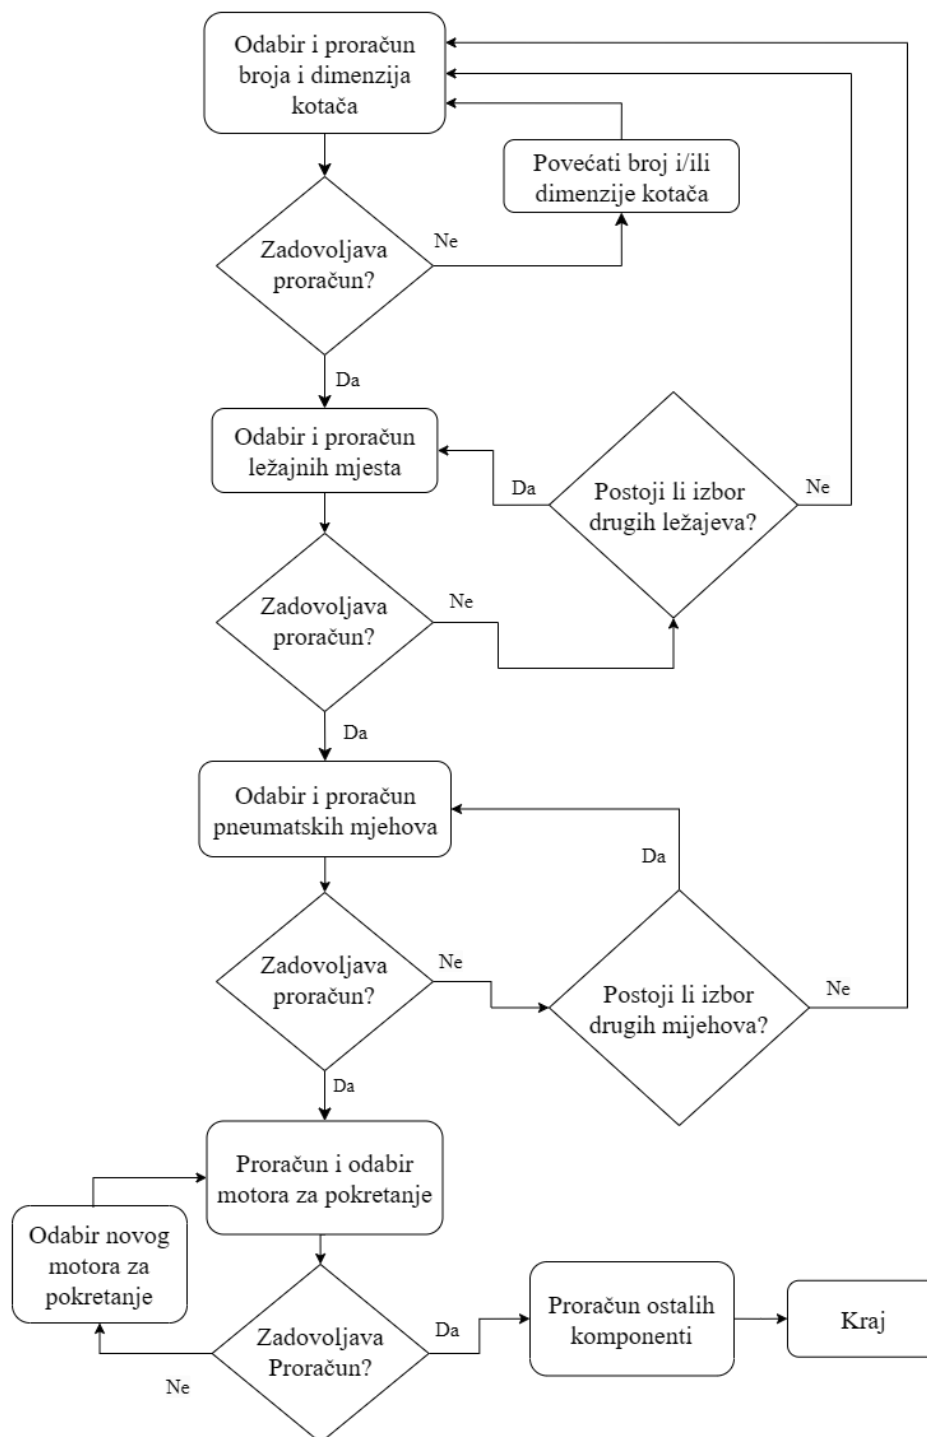 Odabir i proračun
broja i dimenzija
kotača
Povećati broj i/ili
dimenzije kotača
Ne
Zadovoljava
proračun?
Da
Odabir i proračun
ležajnih mjesta
Da
Postoji li izbor
drugih ležajeva?
Ne
Zadovoljava
proračun?
Ne
Da
Odabir i proračun
pneumatskih mjehova
Da
Zadovoljava
proračun?
Ne
Postoji li izbor
drugih mijehova?
Ne
Da
Proračun i odabir
motora za pokretanje
Odabir novog
motora za
pokretanje
Zadovoljava
Proračun?
Ne
Da
Proračun ostalih
komponenti
Kraj